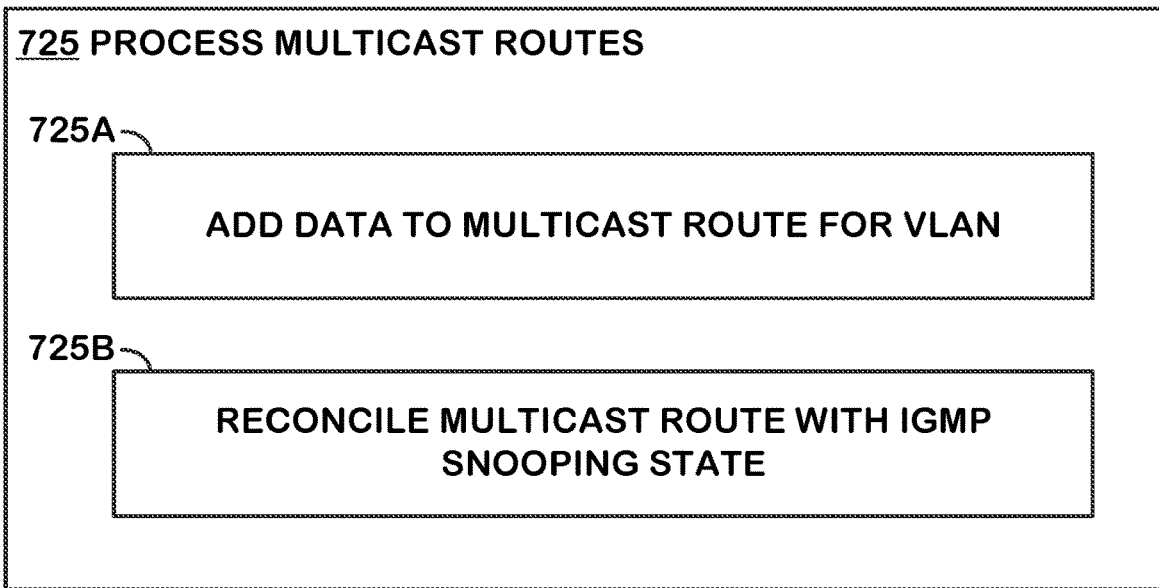 725 PROCESS MULTICAST ROUTES
725A
ADD DATA TO MULTICAST ROUTE FOR VLAN
725B
RECONCILE MULTICAST ROUTE WITH IGMP
SNOOPING STATE